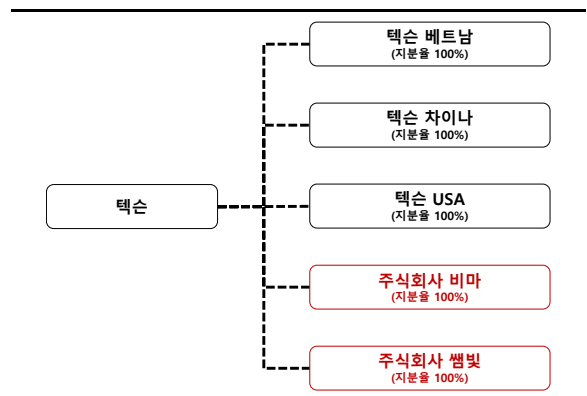 텍슨 베트남
(지분율 100%)
텍슨 차이나
(지분율 100%)
텍슨
텍슨 USA
(지분율 100%)
주식회사 비마
(지분율 100%)
주식회사 쌤빛
(지분율 100%)